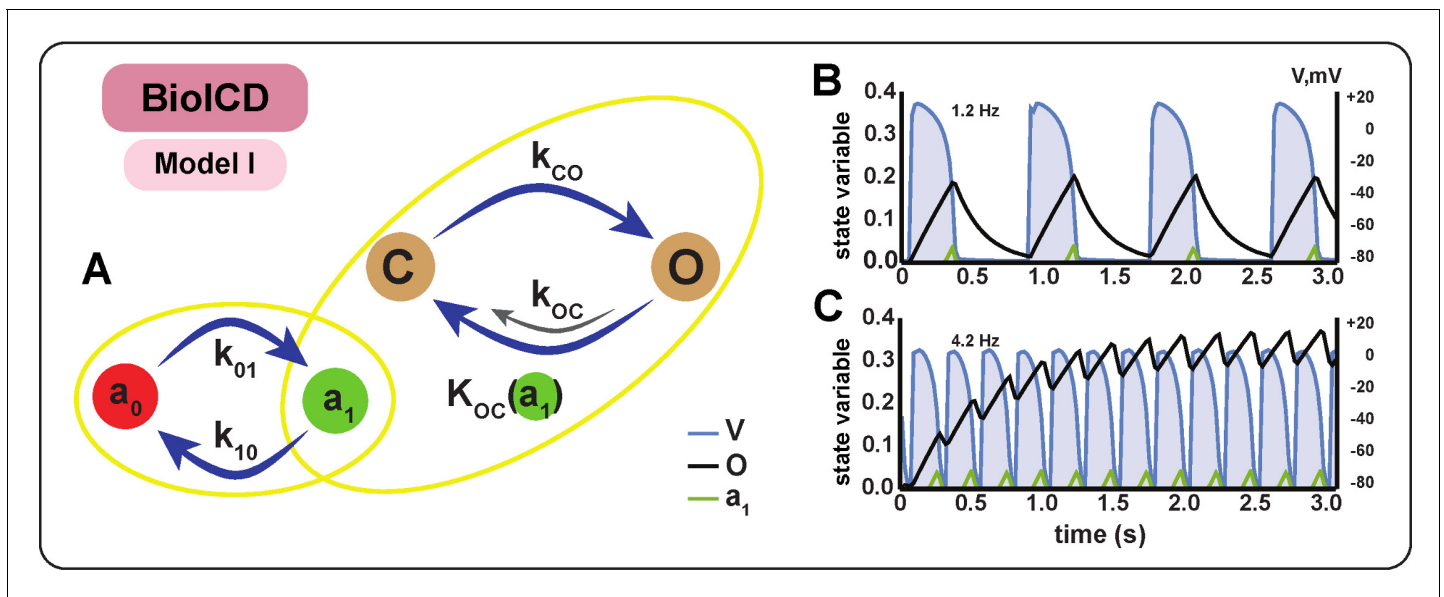 BioICD
Model I
A
k01
k10
a0
a1
kCO
C
O
kOC
KOC(a1)
V
O
a1
B
V,mV
1.2 Hz
state variable
0.4
0.3
0.2
0.1
0.0
+20
0
-20
-40
-60
-80
0
0.5
1.0
1.5
2.0
2.5
3.0
C
4.2 Hz
state variable
0.4
0.3
0.2
0.1
0.0
+20
0
-20
-40
-60
-80
0
0.5
1.0
1.5
2.0
2.5
3.0
time (s)